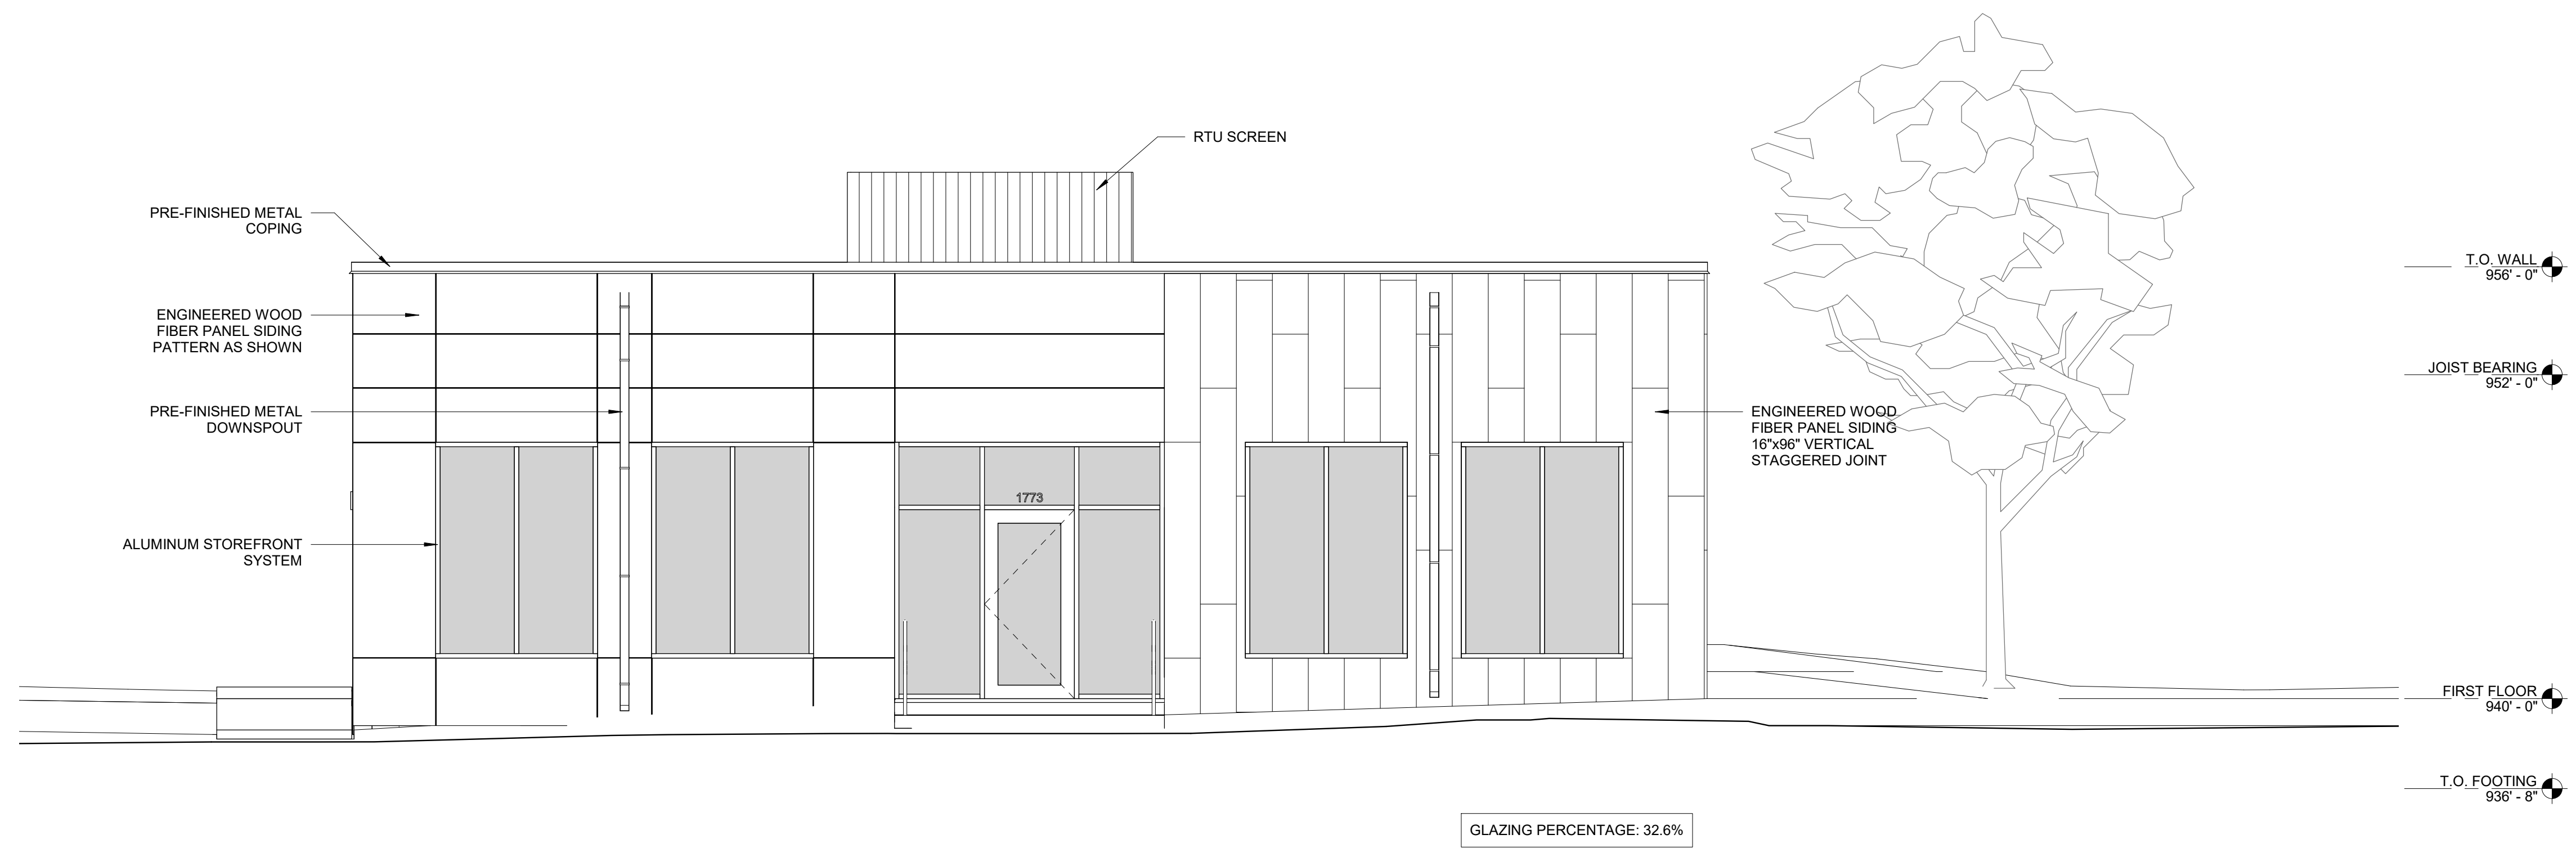 RTU SCREEN
PRE-FINISHED METAL
COPING
ENGINEERED WOOD
FIBER PANEL SIDING
PATTERN AS SHOWN
PRE-FINISHED METAL
DOWNSPOUT
ALUMINUM STOREFRONT
SYSTEM
1773
ENGINEERED WOOD
FIBER PANEL SIDING
16"x96" VERTICAL
STAGGERED JOINT
T.O. WALL
956' - 0"
JOIST BEARING
952' - 0"
FIRST FLOOR
940' - 0"
T.O. FOOTING
936' - 8"
GLAZING PERCENTAGE: 32.6%